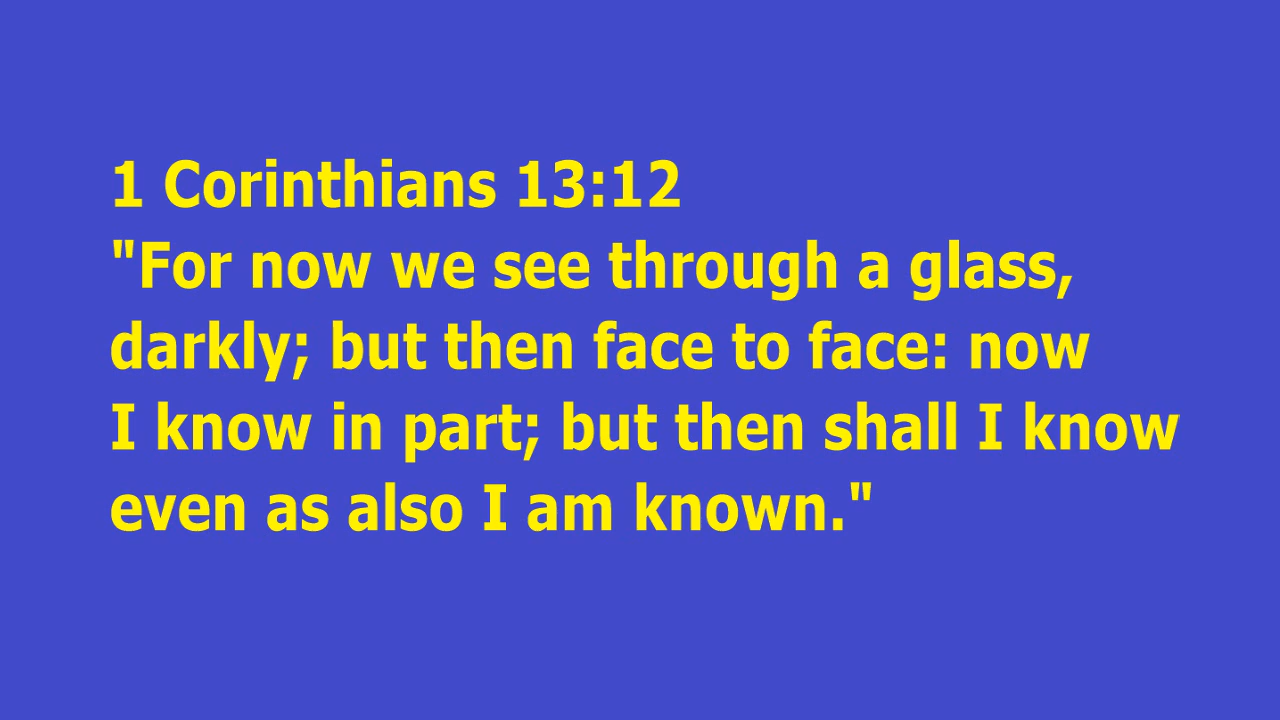 1 Corinthians 13:12
"For now we see through a glass,
darkly; but then face to face: now
I know in part; but then shall I know
even as also I am known."